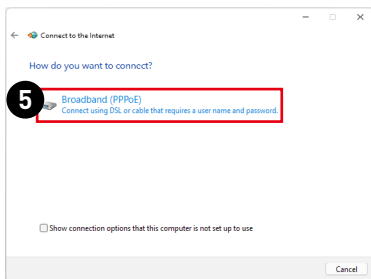 Connect to the Internet
How do you want to connect?
5
Broadband (PPPoE)
Connect using DSL or cable that requires a user name and password.
Show connection options that this computer is not set up to use
Cancel